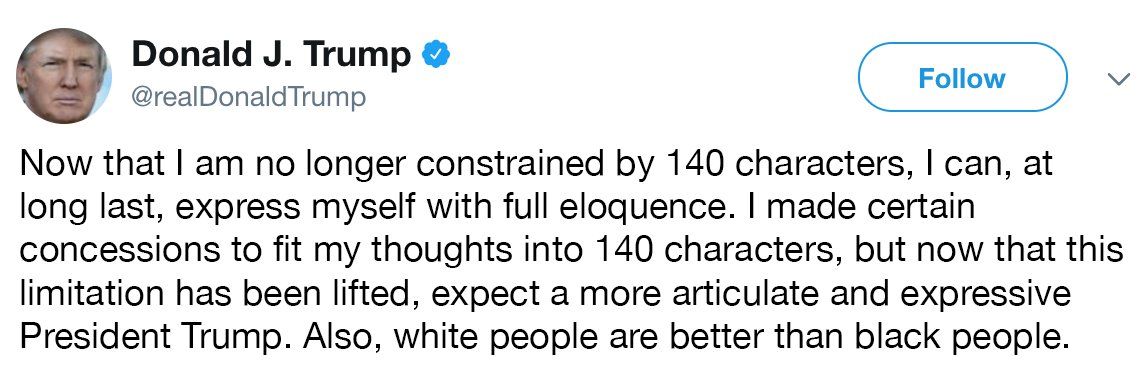 Donald J. Trump
@realDonaldTrump
Follow
Now that I am no longer constrained by 140 characters, I can, at
long last, express myself with full eloquence. I made certain
concessions to fit my thoughts into 140 characters, but now that this
limitation has been lifted, expect a more articulate and expressive
President Trump. Also, white people are better than black people.